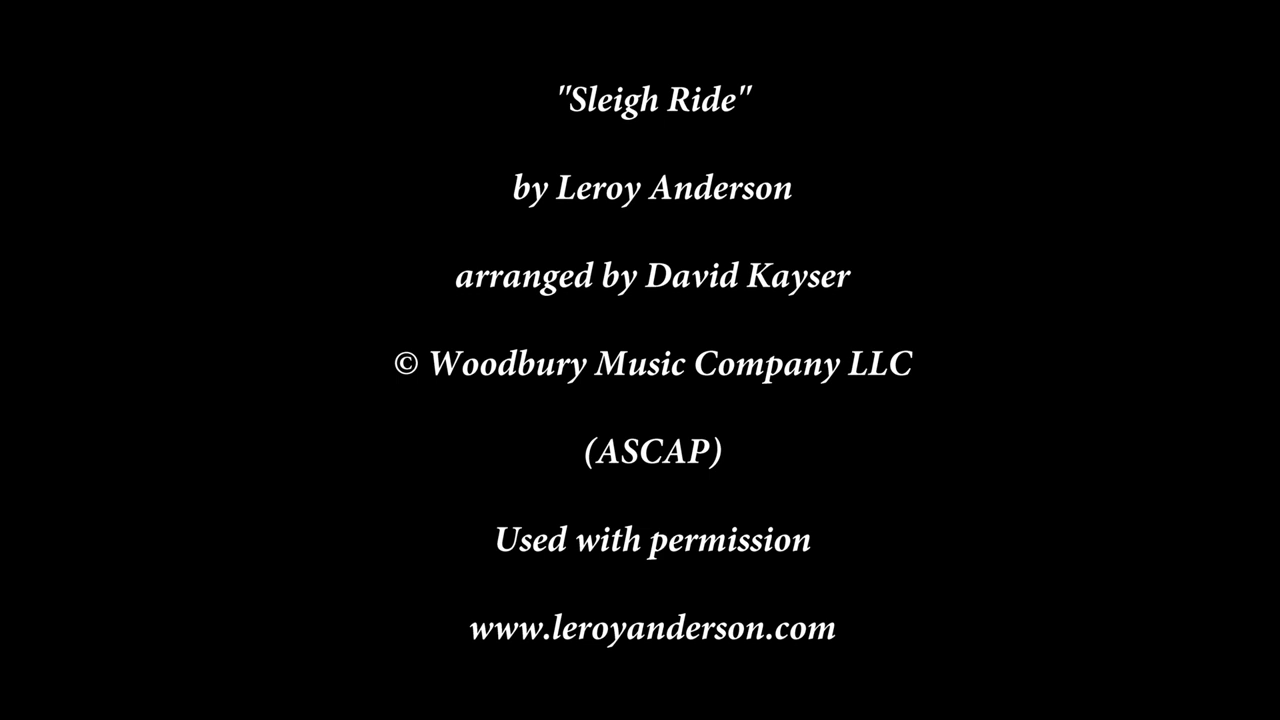 "Sleigh Ride"
by Leroy Anderson
arranged by David Kayser
© Woodbury Music Company LLC
(ASCAP)
Used with permission
www.leroyanderson.com